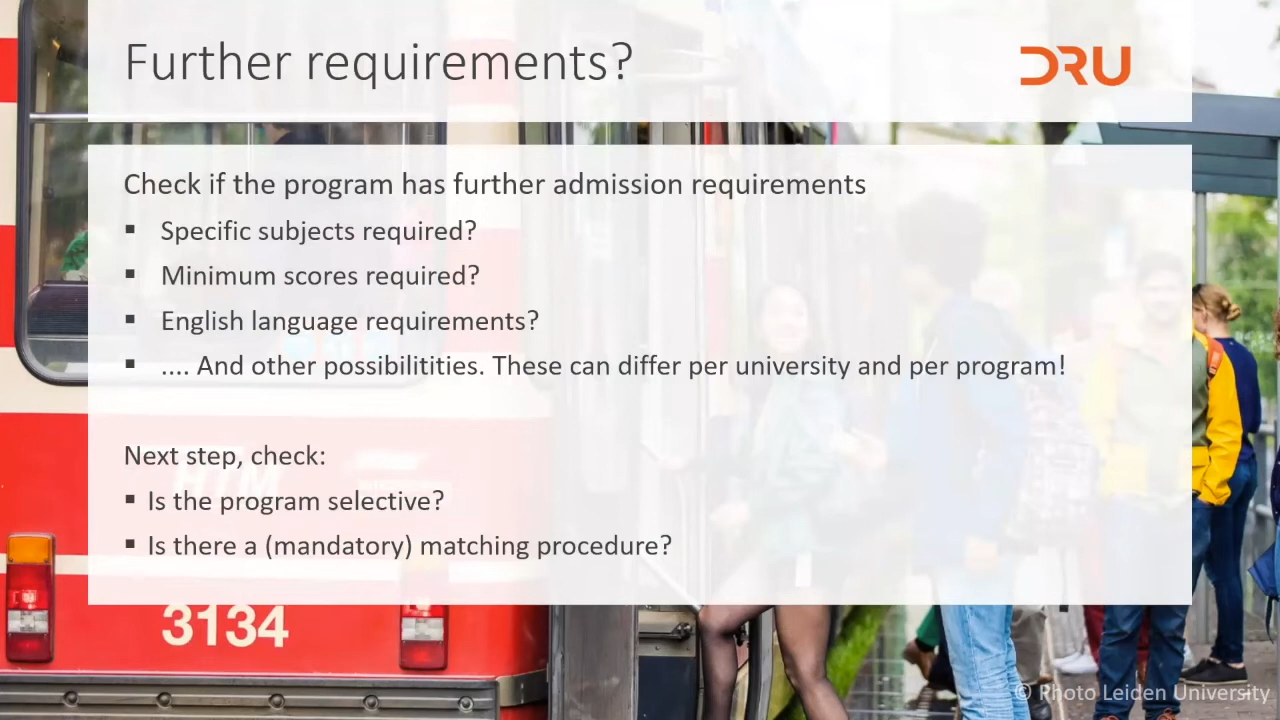 Further requirements?
DRU
Check if the program has further admission requirements
▪ Specific subjects required?
▪ Minimum scores required?
▪ English language requirements?
▪ .... And other possibilitities. These can differ per university and per program!
Next step, check:
▪ Is the program selective?
▪ Is there a (mandatory) matching procedure?
HTM
3134
© Photo Leiden University